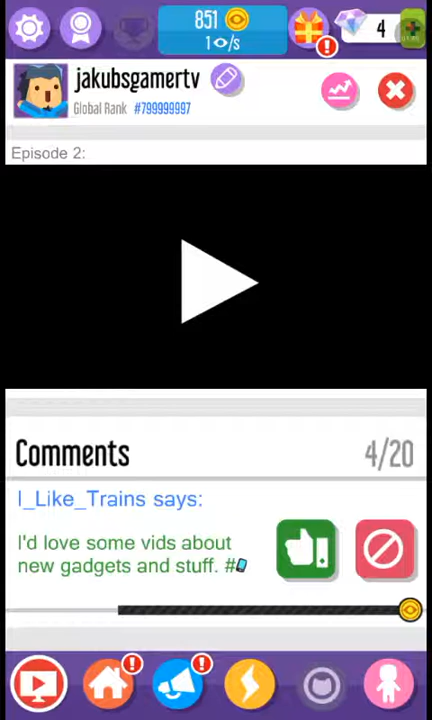 851
4
1 /s
jakubsgamertv
Global Rank #799999997
Episode 2:
Comments 4/20
I_Like_Trains says:
I'd love some vids about
new gadgets and stuff. #